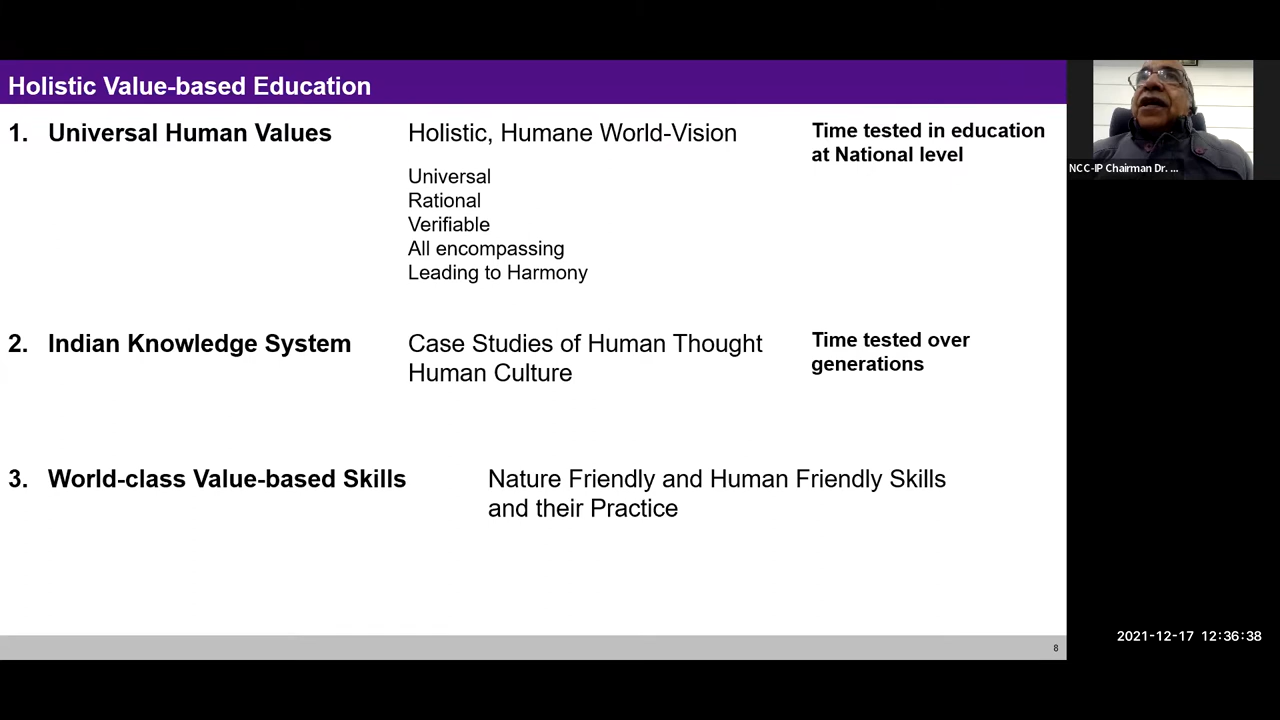 Holistic Value-based Education
1. Universal Human Values
Holistic, Humane World-Vision
Universal
Rational
Verifiable
All encompassing
Leading to Harmony
Time tested in education
at National level
2. Indian Knowledge System
Case Studies of Human Thought
Human Culture
Time tested over
generations
3. World-class Value-based Skills
Nature Friendly and Human Friendly Skills
and their Practice
8
NCC-IP Chairman Dr. ...
2021-12-17 12:36:38